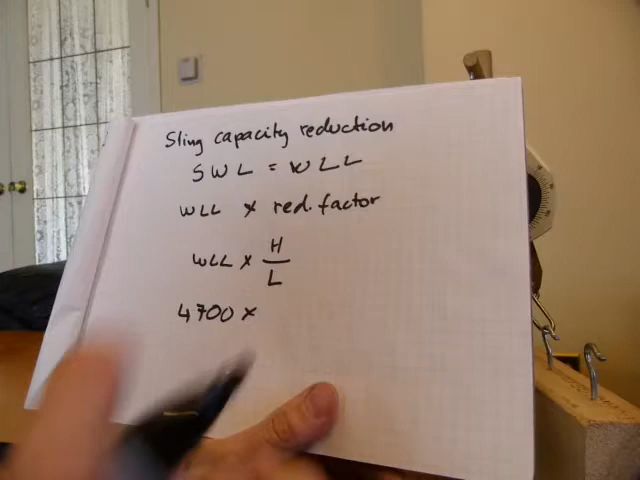 Sling capacity reduction
SWL = WLL
WLL x red. factor
WLL x H
L
4700 x